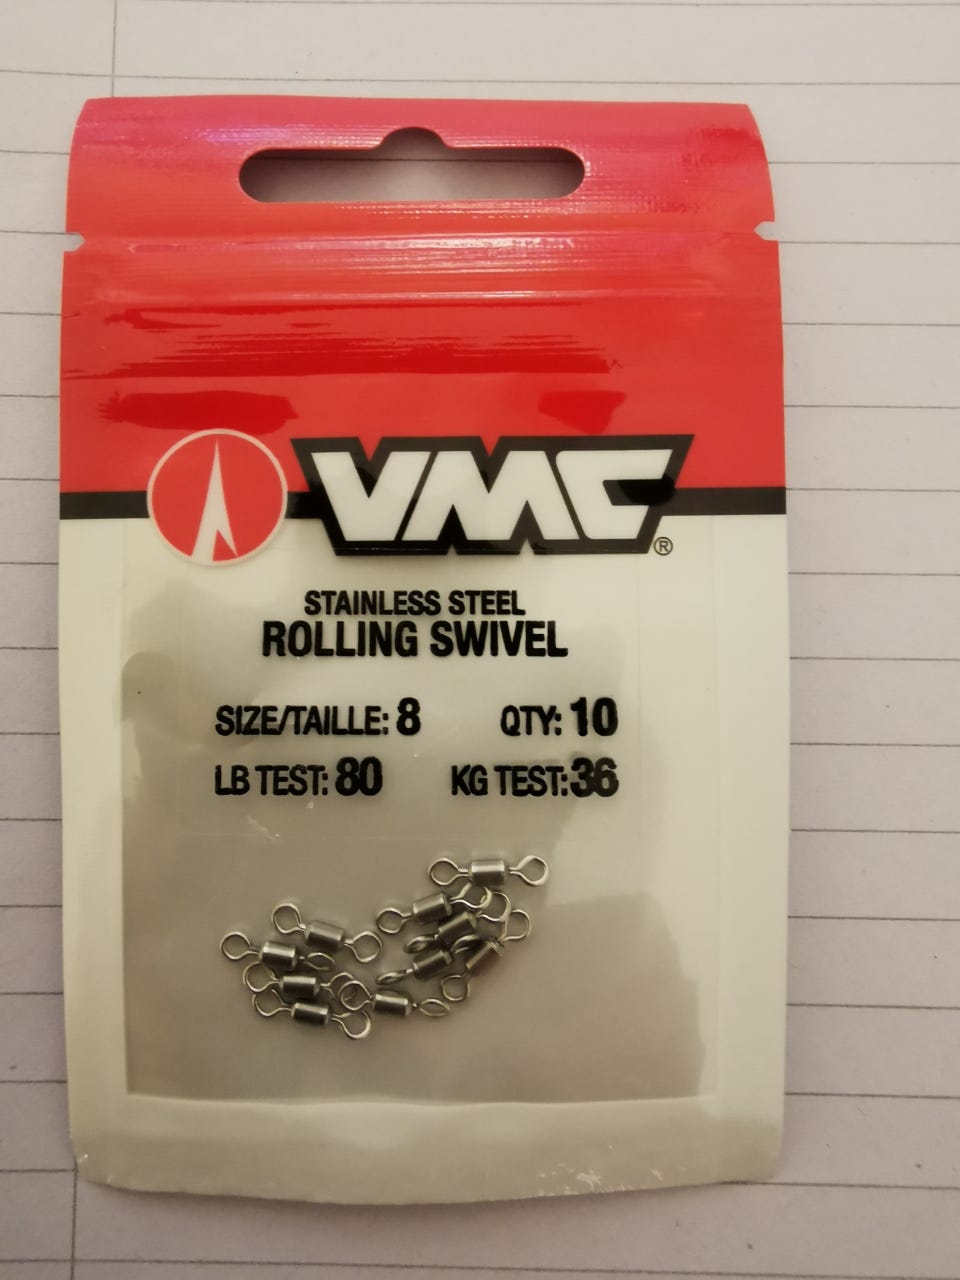 VMC®
STAINLESS STEEL
ROLLING SWIVEL
SIZE/TAILLE: 8 QTY: 10
LB TEST: 80 KG TEST: 36